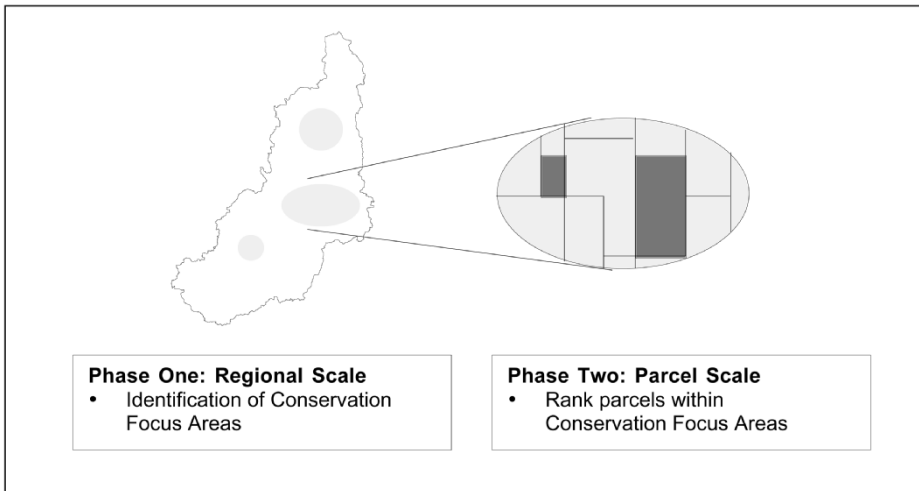 Phase One: Regional Scale
• Identification of Conservation
Focus Areas
Phase Two: Parcel Scale
• Rank parcels within
Conservation Focus Areas